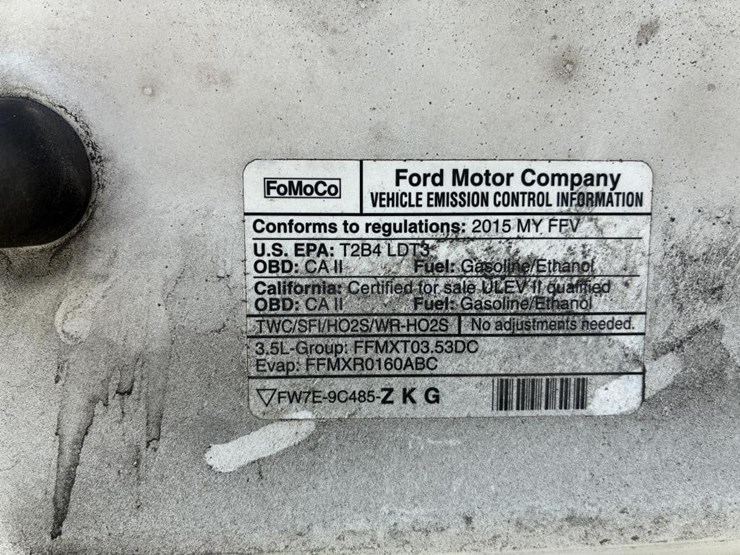 FoMoCo
Ford Motor Company
VEHICLE EMISSION CONTROL INFORMATION
Conforms to regulations: 2015 MY FFV
U.S. EPA: T2B4 LDT3
OBD: CA II Fuel: Gasoline/Ethanol
California: Certified for sale ULEV II qualified
OBD: CA II Fuel: Gasoline/Ethanol
TWC/SFI/HO2S/WR-HO2S No adjustments needed.
3.5L-Group: FFMXT03.53DC
Evap: FFMXR0160ABC
▽FW7E-9C485-Z K G